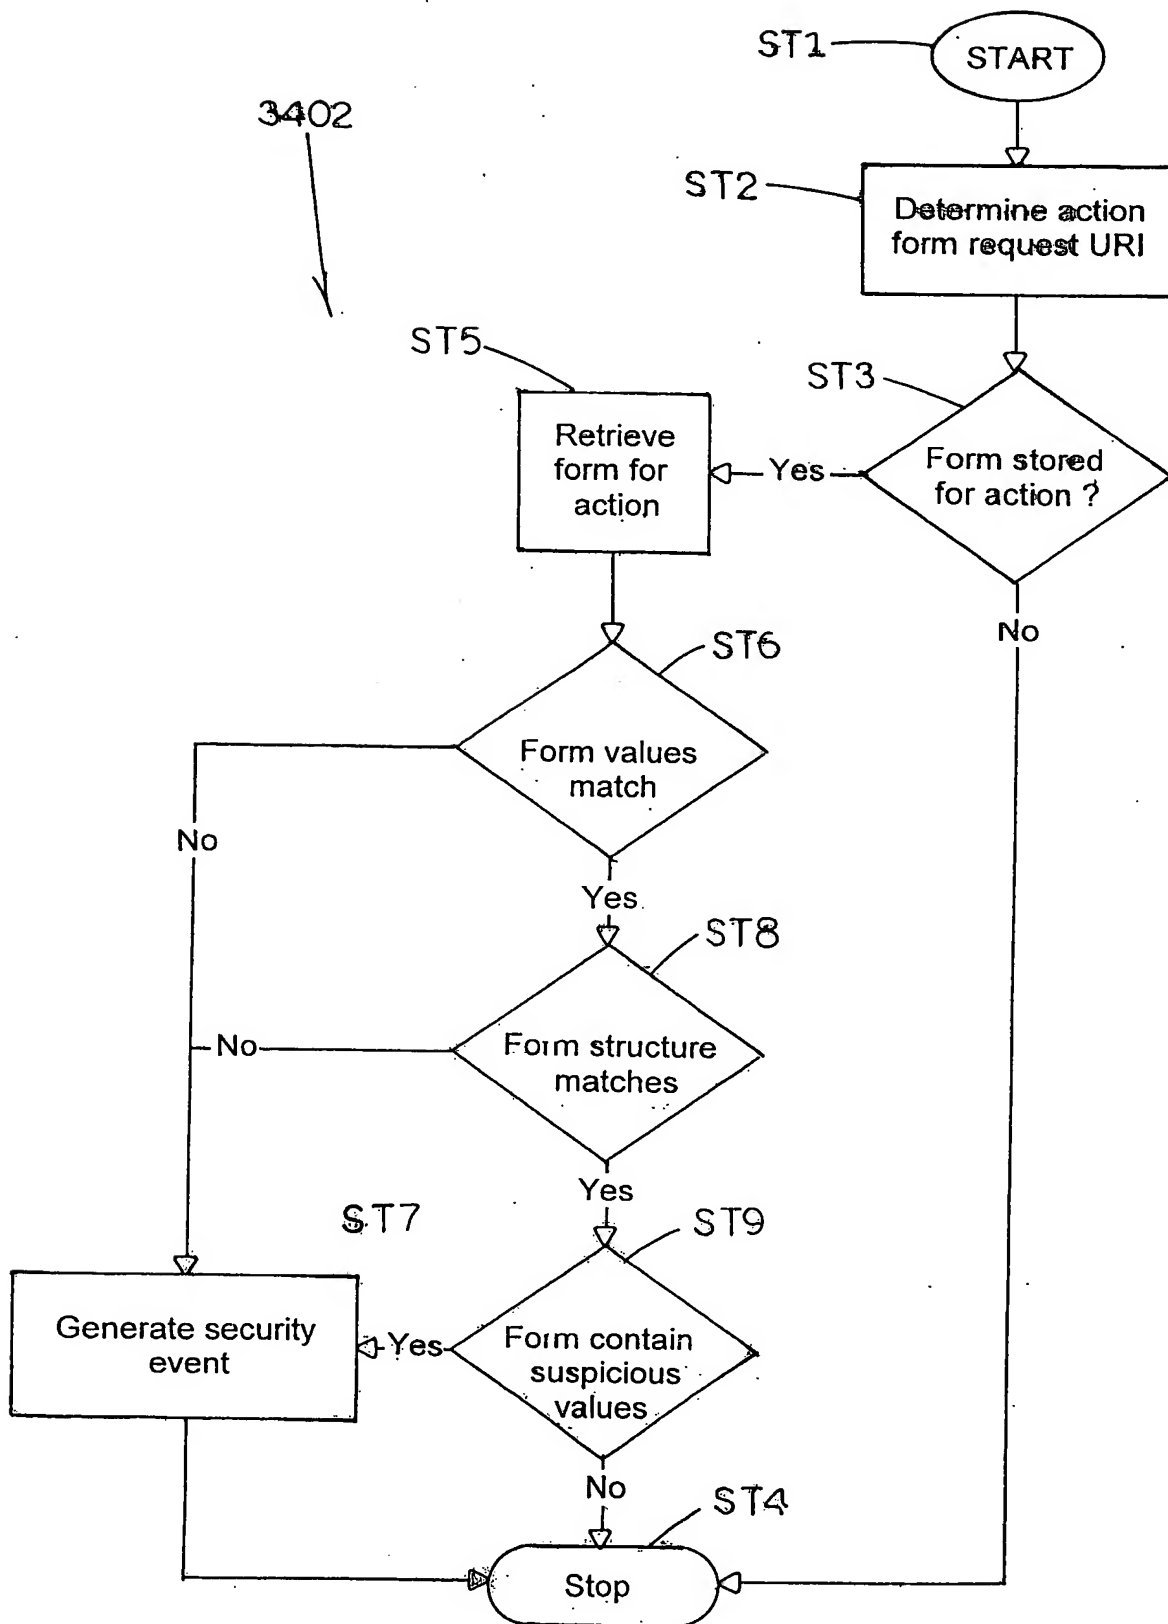 ST1
START
3402
ST2
Determine action
form request URI
ST5
ST3
Retrieve
form for
action
Yes
Form stored
for action ?
No
ST6
Form values
match
No
Yes
ST8
No
Form structure
matches
Yes
ST7
ST9
Generate security
event
Yes
Form contain
suspicious
values
No
ST4
Stop